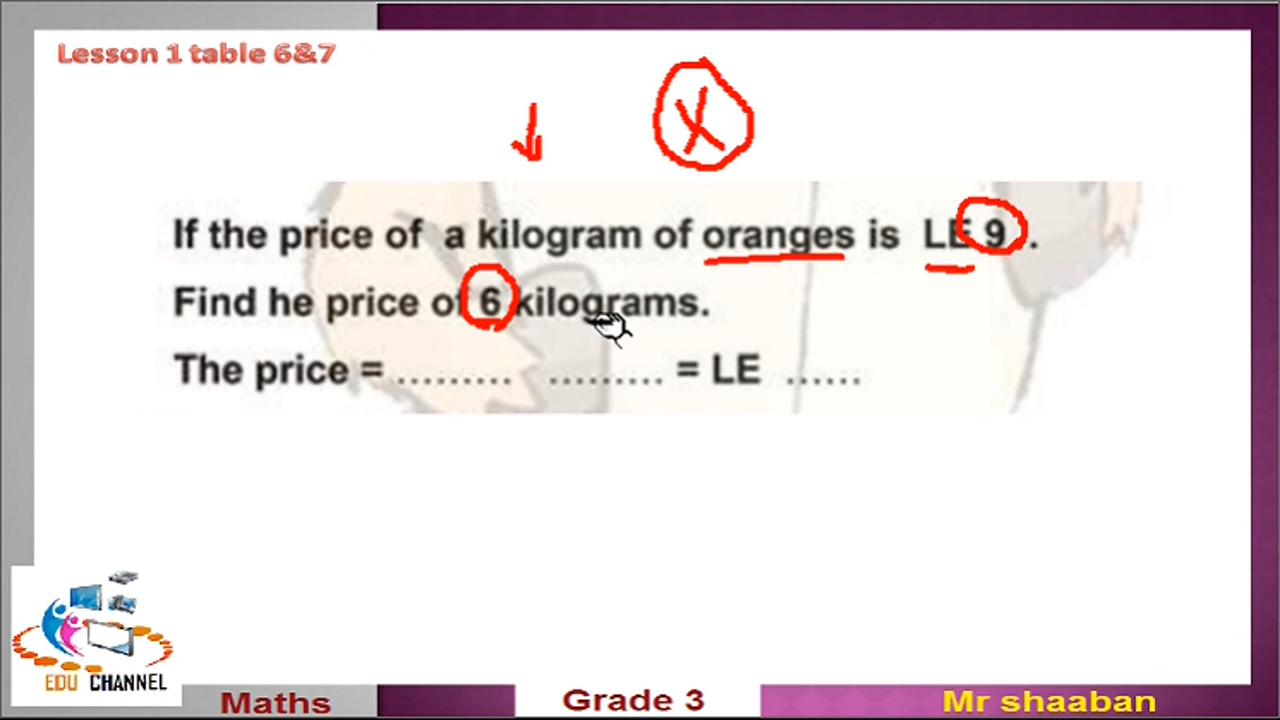 Lesson 1 table 6&7
X
If the price of a kilogram of oranges is LE 9 .
Find he price of 6 kilograms.
The price = ......... ......... = LE ......
EDU CHANNEL
Maths
Grade 3
Mr shaaban